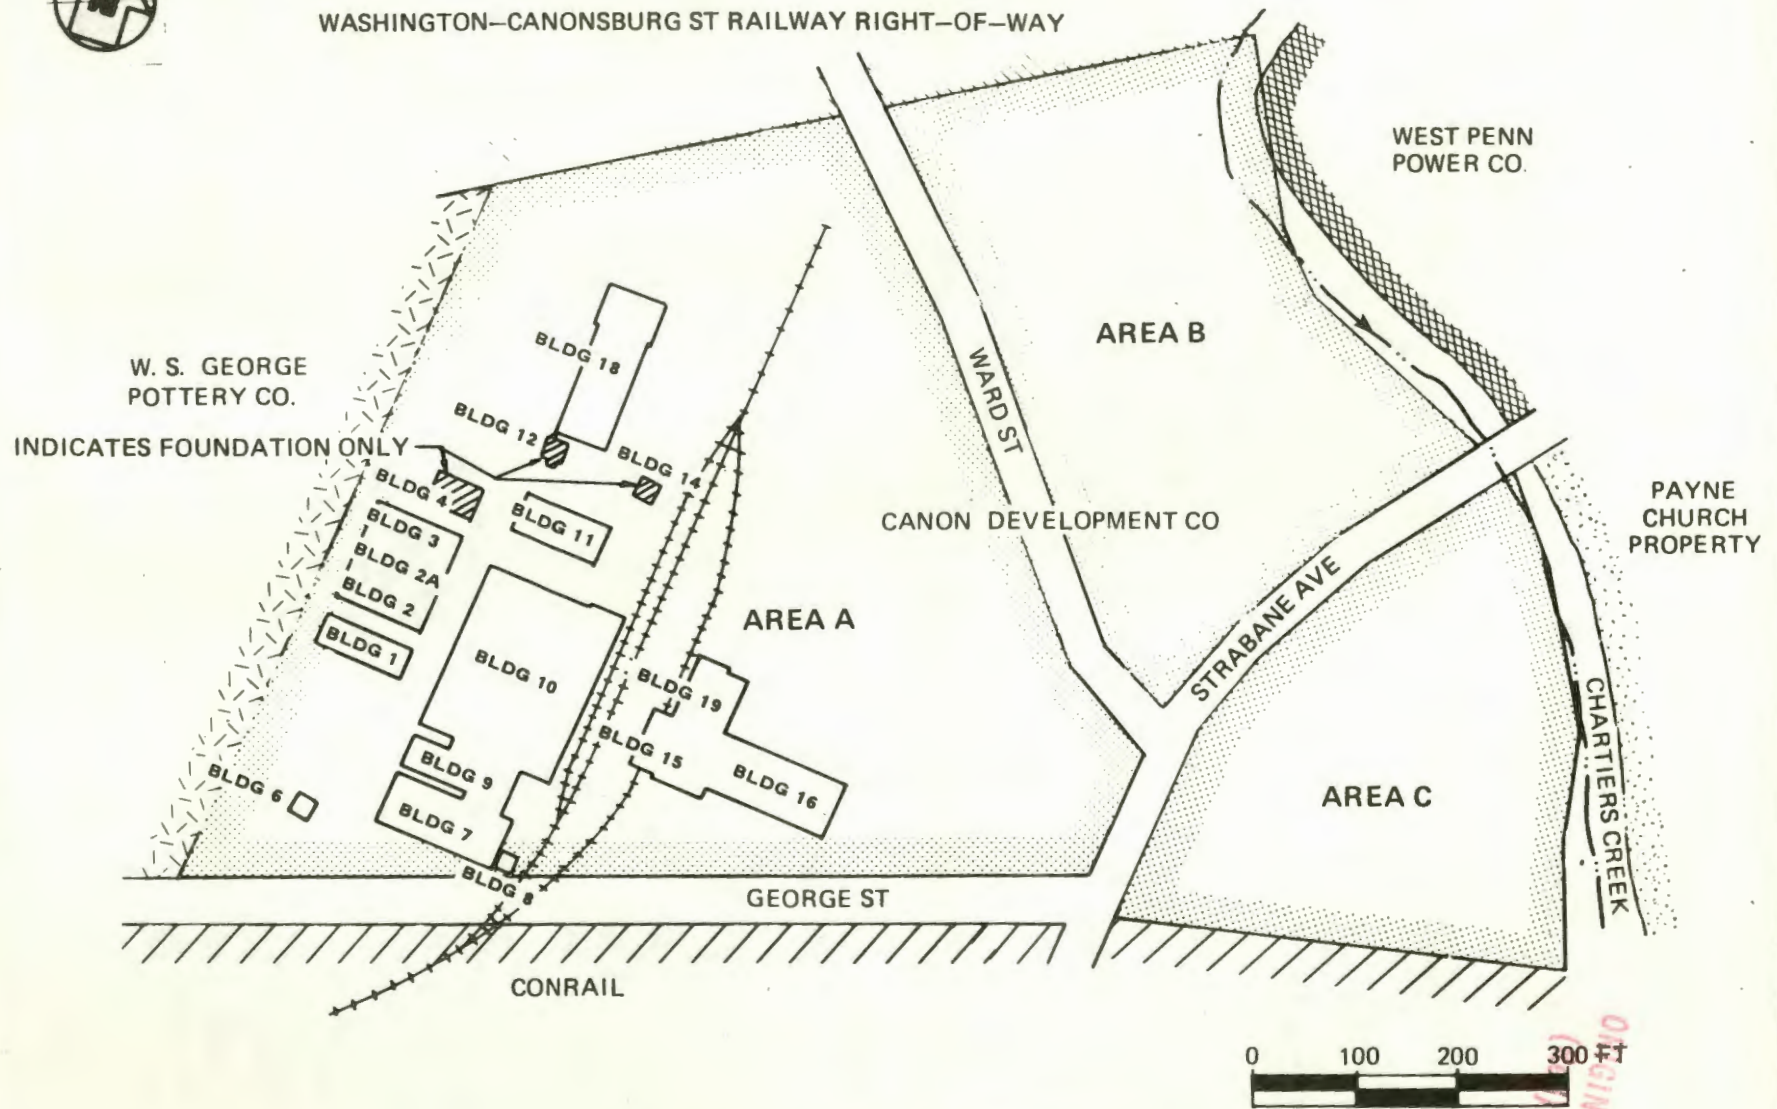 WASHINGTON–CANONSBURG ST RAILWAY RIGHT–OF–WAY
WEST PENN
POWER CO.
AREA B
BLDG 18
W. S. GEORGE
POTTERY CO.
WARD ST
BLDG 12
INDICATES FOUNDATION ONLY
BLDG 14
BLDG 4
BLDG 3
BLDG 11
CANON DEVELOPMENT CO
PAYNE
CHURCH
PROPERTY
BLDG 2A
BLDG 2
AREA A
STRABANE AVE
BLDG 1
BLDG 10
BLDG 19
BLDG 15
BLDG 9
BLDG 16
BLDG 6
BLDG 7
AREA C
CHARTIERS CREEK
BLDG 8
GEORGE ST
CONRAIL
0 100 200 300 FT